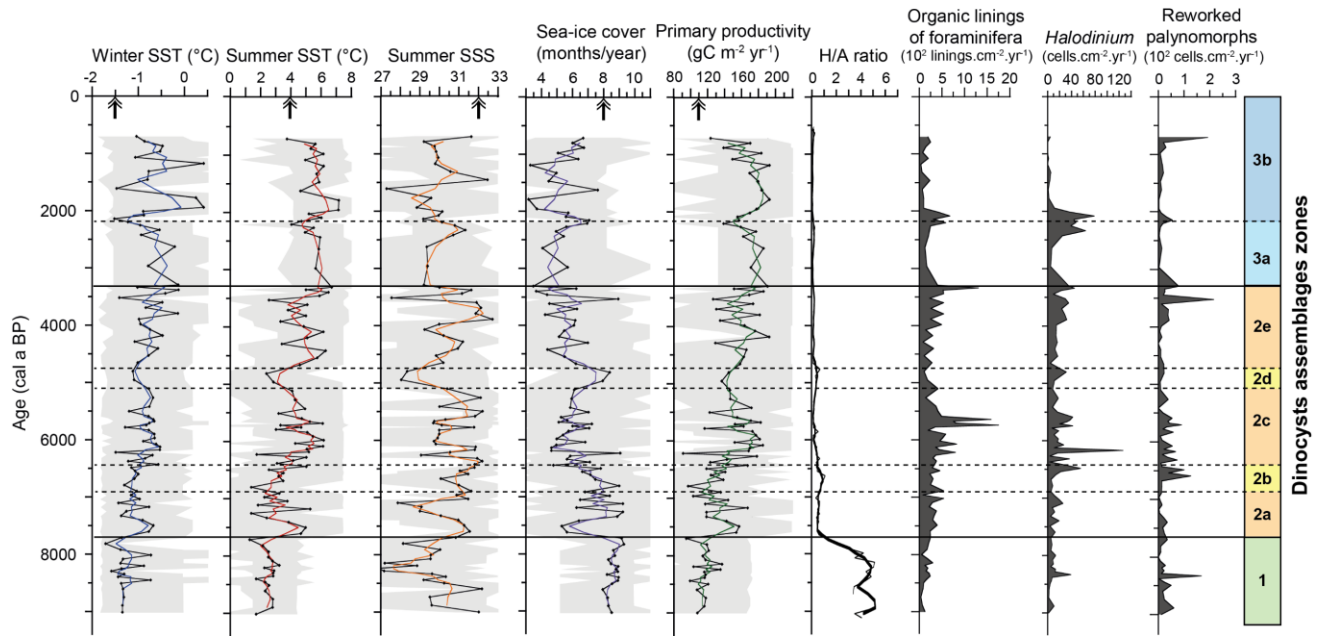 Winter SST (°C)
-2 -1 0
Summer SST (°C)
0 2 4 6 8
Summer SSS
27 29 31 33
Sea-ice cover
(months/year)
4 6 8 10
Primary productivity
(gC m-2 yr-1)
80 120 160 200
H/A ratio
0 2 4 6
Organic linings
of foraminifera
(10² linings.cm-2.yr-1)
0 5 10 15 20
Halodinium
(cells.cm-2.yr-1)
0 40 80 120
Reworked
palynomorphs
(10² cells.cm-2.yr-1)
0 1 2 3
Age (cal a BP)
0
2000
4000
6000
8000
3b
3a
2e
2d
2c
2b
2a
1
Dinocysts assemblages zones